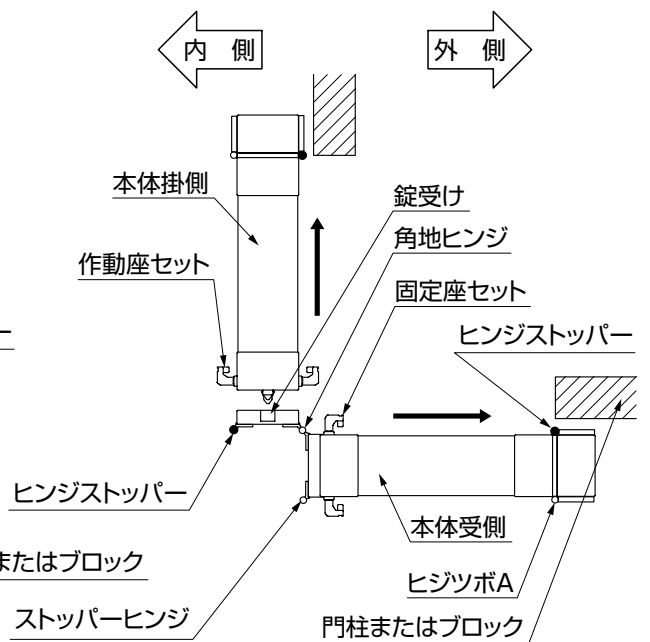 内 側
外 側
本体掛側
錠受け
角地ヒンジ
作動座セット
固定座セット
ヒンジストッパー
ー
ヒンジストッパー
本体受側
またはブロック
ヒジツボA
ストッパーヒンジ
門柱またはブロック